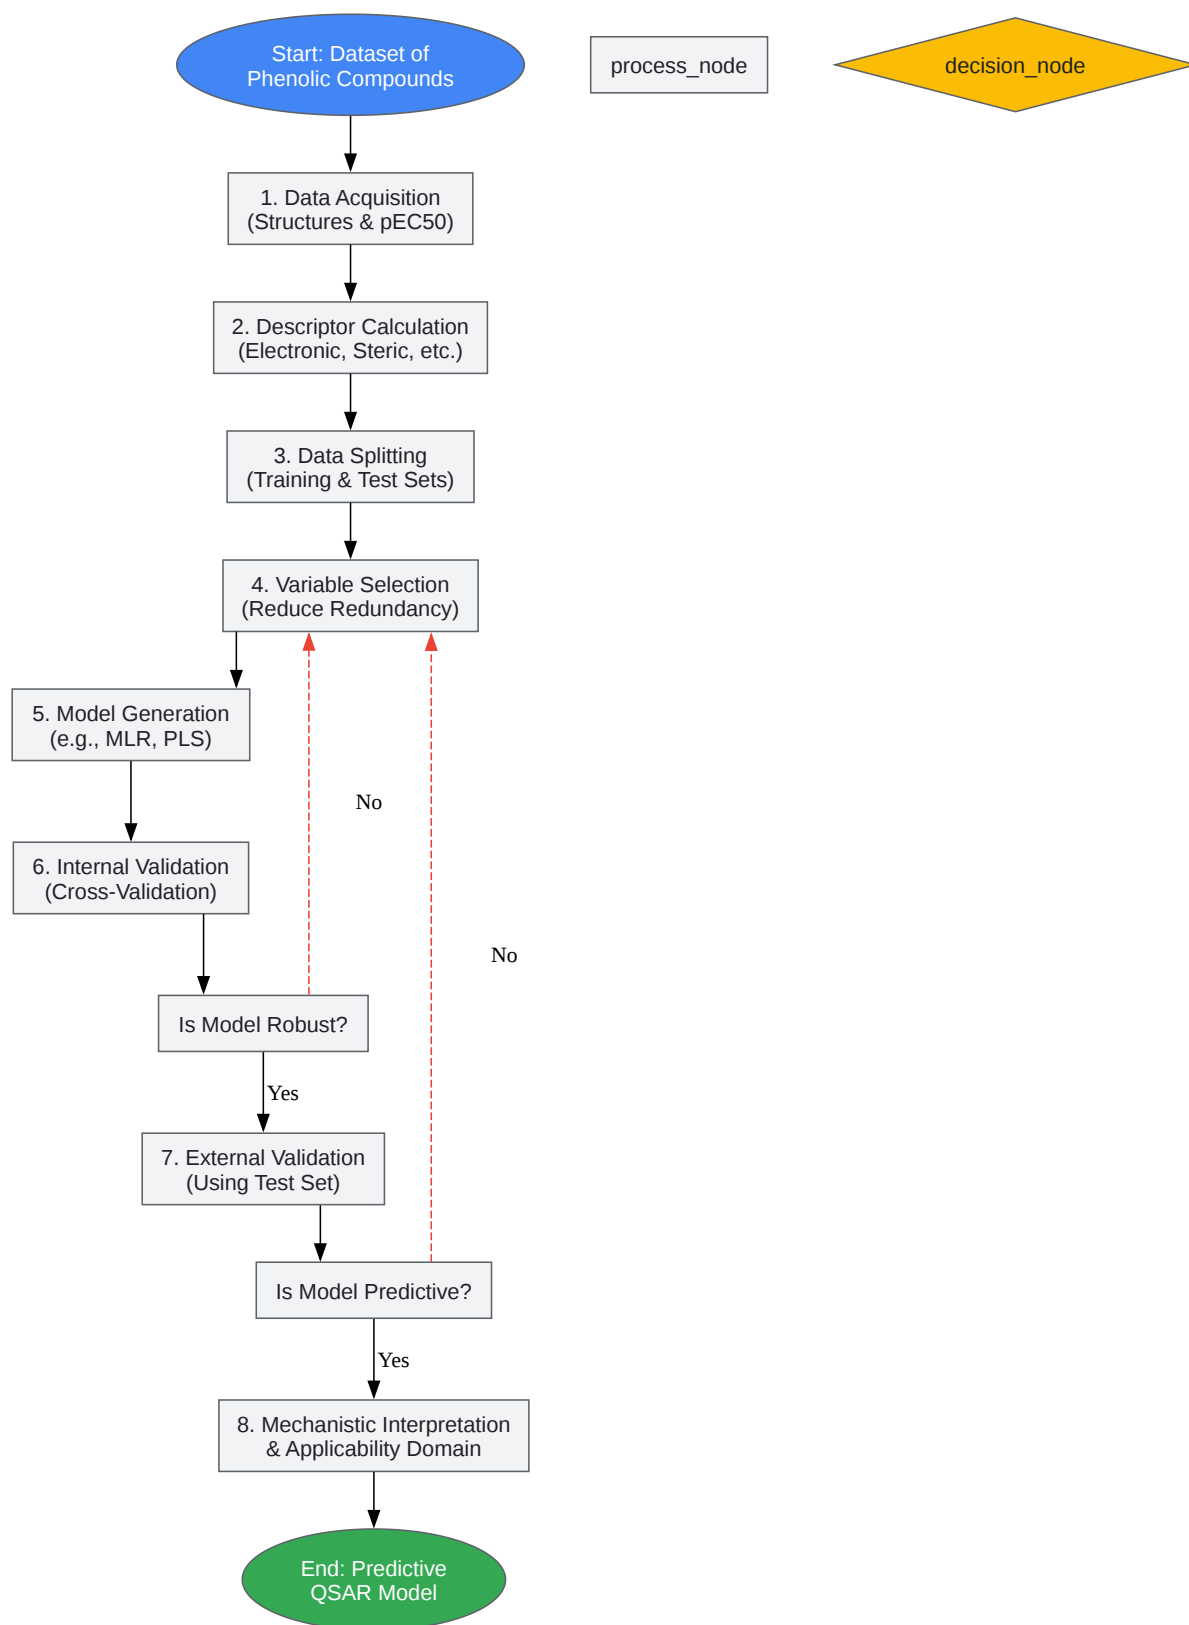 Start: Dataset of
Phenolic Compounds
process_node
decision_node
1. Data Acquisition
(Structures & pEC50)
2. Descriptor Calculation
(Electronic, Steric, etc.)
3. Data Splitting
(Training & Test Sets)
4. Variable Selection
(Reduce Redundancy)
5. Model Generation
(e.g., MLR, PLS)
No
6. Internal Validation
(Cross-Validation)
No
Is Model Robust?
Yes
7. External Validation
(Using Test Set)
Is Model Predictive?
Yes
8. Mechanistic Interpretation
& Applicability Domain
End: Predictive
QSAR Model